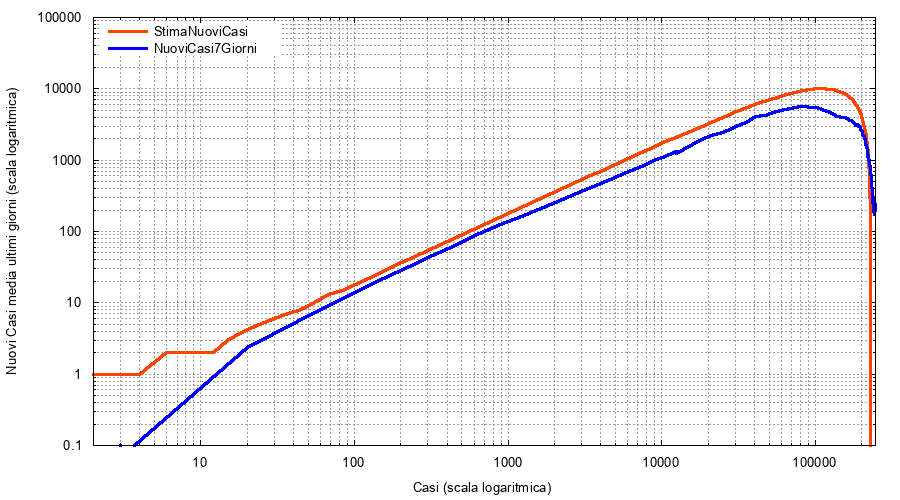 100000
StimaNuoviCasi
NuoviCasi7Giorni
10000
1000
100
10
1
0.1
Nuovi Casi media ultimi giorni (scala logaritmica)
10 100 1000 10000 100000
Casi (scala logaritmica)